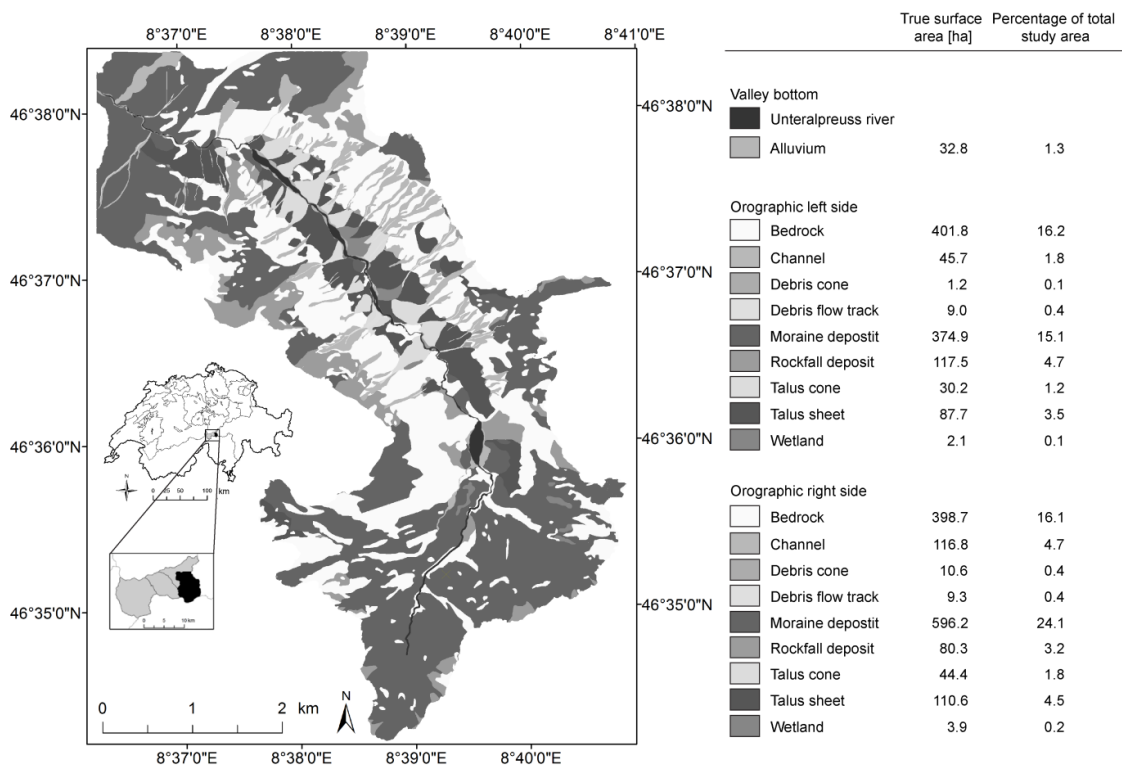 8°37'0"E 8°38'0"E 8°39'0"E 8°40'0"E 8°41'0"E
46°38'0"N 46°38'0"N
46°37'0"N 46°37'0"N
46°36'0"N 46°36'0"N
46°35'0"N 46°35'0"N
N
0 25 50 100 km
0 5 10 km
0 1 2 km
N
8°37'0"E 8°38'0"E 8°39'0"E 8°40'0"E
True surface Percentage of total
area [ha] study area
Valley bottom
Unteralpreuss river
Alluvium 32.8 1.3
Orographic left side
Bedrock 401.8 16.2
Channel 45.7 1.8
Debris cone 1.2 0.1
Debris flow track 9.0 0.4
Moraine depostit 374.9 15.1
Rockfall deposit 117.5 4.7
Talus cone 30.2 1.2
Talus sheet 87.7 3.5
Wetland 2.1 0.1
Orographic right side
Bedrock 398.7 16.1
Channel 116.8 4.7
Debris cone 10.6 0.4
Debris flow track 9.3 0.4
Moraine depostit 596.2 24.1
Rockfall deposit 80.3 3.2
Talus cone 44.4 1.8
Talus sheet 110.6 4.5
Wetland 3.9 0.2